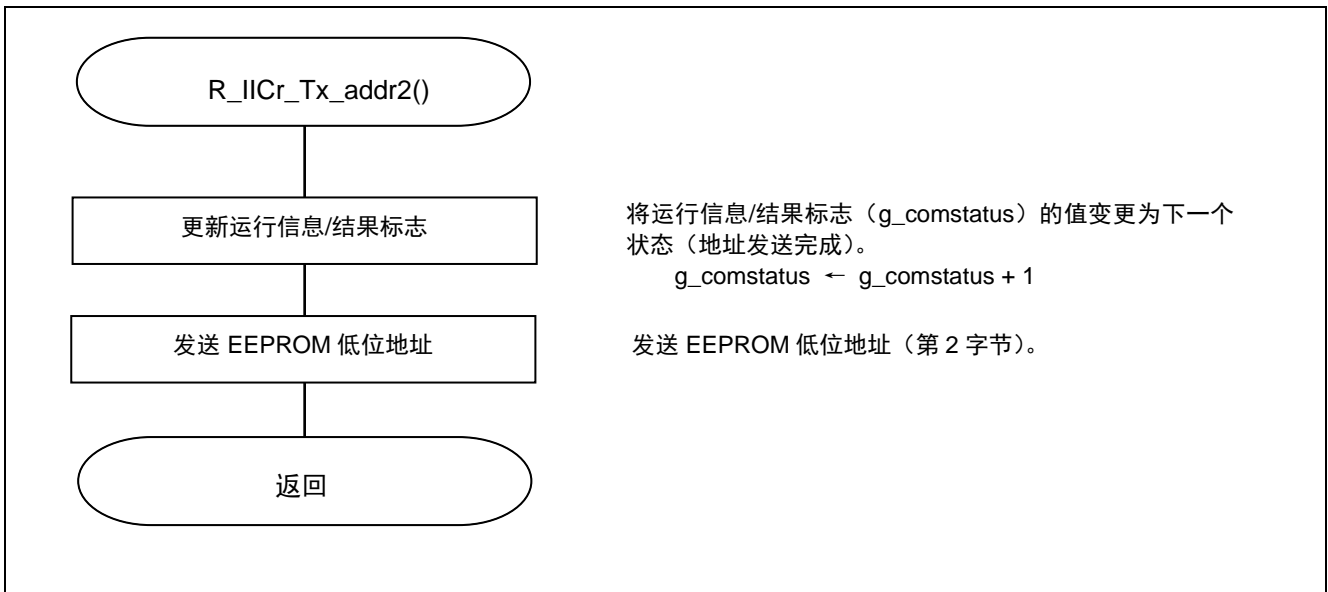 R_IICr_Tx_addr2()
更新运行信息/结果标志
将运行信息/结果标志（g_comstatus）的值变更为下一个
状态（地址发送完成）。
g_comstatus ← g_comstatus + 1
发送 EEPROM 低位地址
发送 EEPROM 低位地址（第 2 字节）。
返回